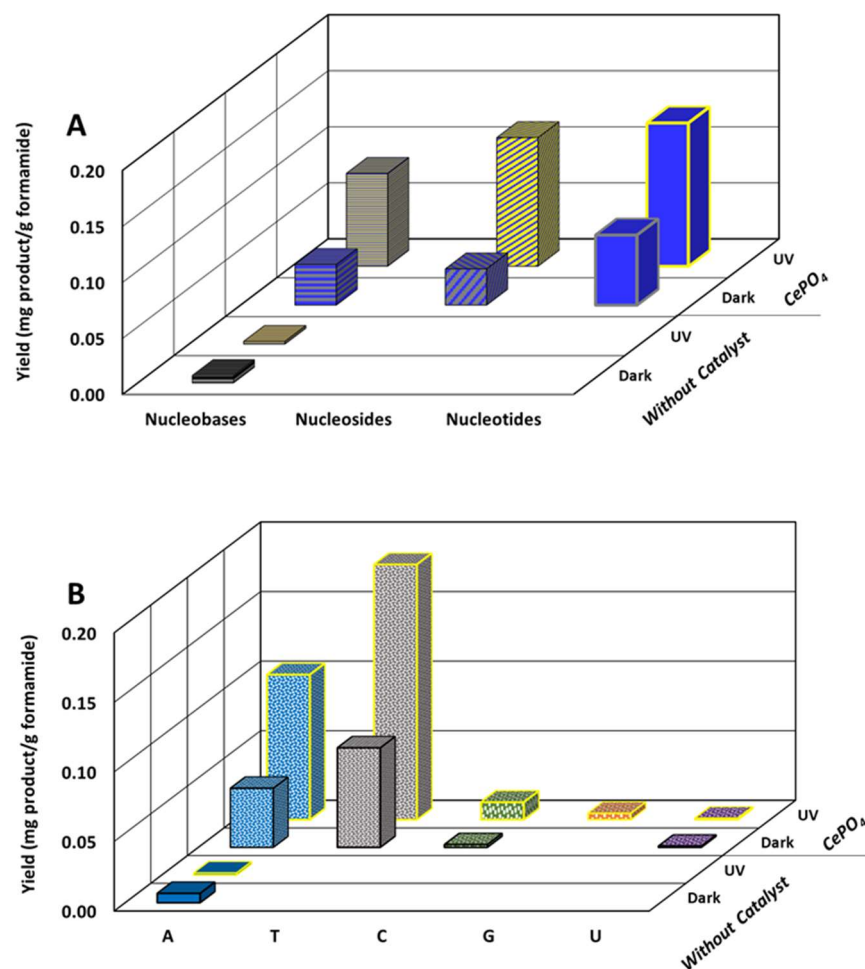 A
Yield (mg product/g formamide)
0.20
0.15
0.10
0.05
0.00
Nucleobases Nucleosides Nucleotides
UV
Dark
UV
Dark
CePO4
Without Catalyst
B
Yield (mg product/g formamide)
0.20
0.15
0.10
0.05
0.00
A T C G U
UV
Dark
UV
Dark
CePO4
Without Catalyst